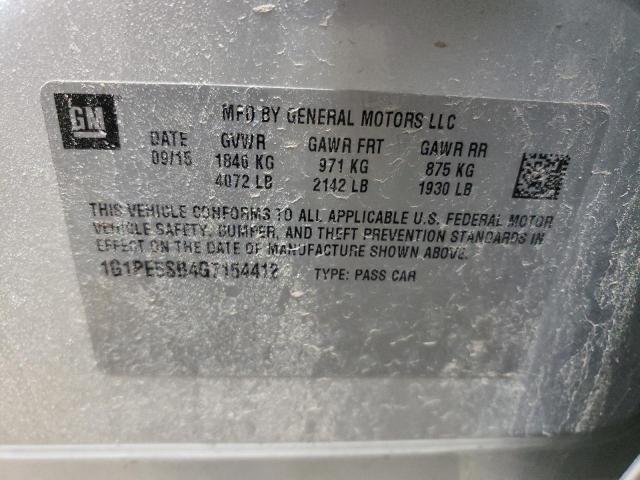 GM
MFD BY GENERAL MOTORS LLC
DATE GVWR GAWR FRT GAWR RR
09/15 1846 KG 971 KG 875 KG
4072 LB 2142 LB 1930 LB
THIS VEHICLE CONFORMS TO ALL APPLICABLE U.S. FEDERAL MOTOR
VEHICLE SAFETY, BUMPER, AND THEFT PREVENTION STANDARDS IN
EFFECT ON THE DATE OF MANUFACTURE SHOWN ABOVE.
1G1PE5SB4G7154412 TYPE: PASS CAR